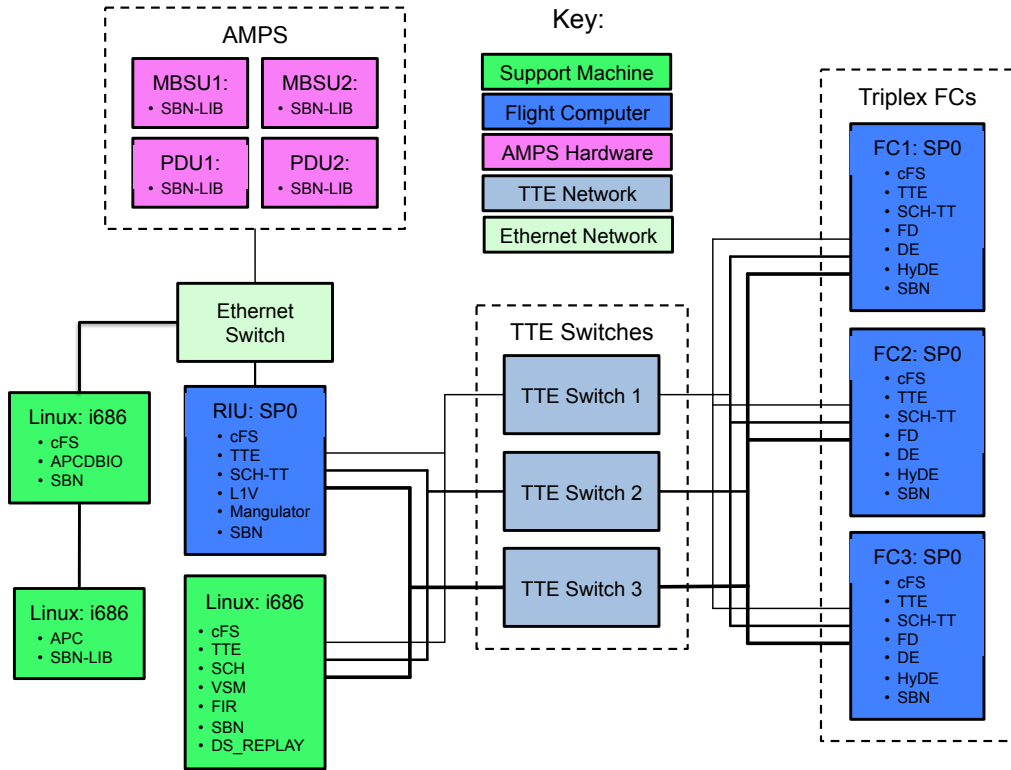 AMPS
MBSU1:
• SBN-LIB
MBSU2:
• SBN-LIB
PDU1:
• SBN-LIB
PDU2:
• SBN-LIB
Key:
Support Machine
Flight Computer
AMPS Hardware
TTE Network
Ethernet Network
Ethernet
Switch
Linux: i686
• cFS
• APCDBIO
• SBN
Linux: i686
• APC
• SBN-LIB
RIU: SP0
• cFS
• TTE
• SCH-TT
• L1V
• Mangulator
• SBN
Linux: i686
• cFS
• TTE
• SCH
• VSM
• FIR
• SBN
• DS_REPLAY
TTE Switches
TTE Switch 1
TTE Switch 2
TTE Switch 3
Triplex FCs
FC1: SP0
• cFS
• TTE
• SCH-TT
• FD
• DE
• HyDE
• SBN
FC2: SP0
• cFS
• TTE
• SCH-TT
• FD
• DE
• HyDE
• SBN
FC3: SP0
• cFS
• TTE
• SCH-TT
• FD
• DE
• HyDE
• SBN